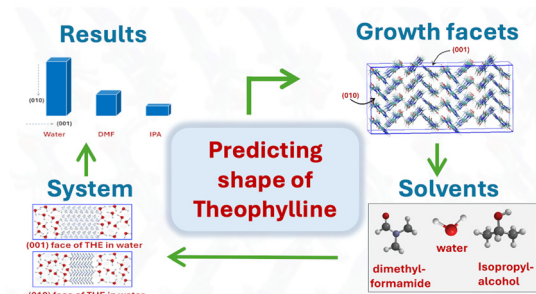 Results
Growth facets
(001)
(010)
(010)
(001)
Water
DMF
IPA
Predicting
shape of
Theophylline
System
Solvents
(001) face of THE in water
dimethyl-
formamide
water
Isopropyl-
alcohol